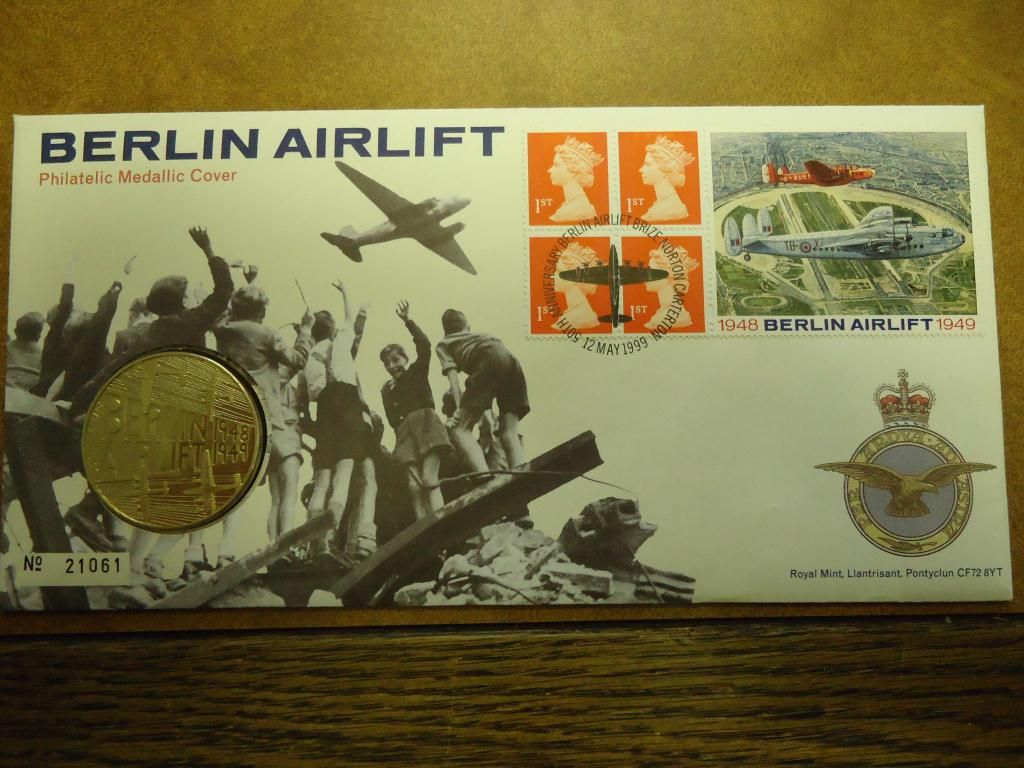 BERLIN AIRLIFT
Philatelic Medallic Cover
1ST
1ST
1ST
1ST
50TH ANNIVERSARY BERLIN AIRLIFT BRIZE NORTON CARTERTON
12 MAY 1999
TB X
1948 BERLIN AIRLIFT 1949
BERLIN 1948
AIRLIFT 1949
Nº 21061
Royal Mint, Llantrisant, Pontyclun CF72 8YT